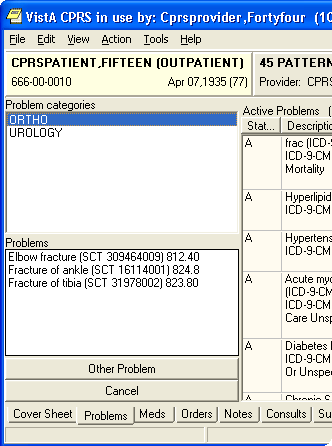 VistA CPRS in use by: Cprsprovider,Fortyfour (10
File Edit View Action Tools Help
CPRSPATIENT,FIFTEEN (OUTPATIENT)
666-00-0010 Apr 07,1935 (77)
45 PATTERN
Provider: CPRS
Problem categories
ORTHO
UROLOGY
Problems
Elbow fracture (SCT 309464009) 812.40
Fracture of ankle (SCT 16114001) 824.8
Fracture of tibia (SCT 31978002) 823.80
Other Problem
Cancel
Active Problems (
Stat... Descriptio
A frac (ICD-
ICD-9-CM
Mortality
A Hyperlipid
ICD-9-CM
A Hypertens
ICD-9-CM
A Acute myo
(ICD-9-CM
ICD-9-CM
Care Unsp
A Diabetes
ICD-9-CM
Or Unspec
A Chronic S
Cover Sheet Problems Meds Orders Notes Consults Su